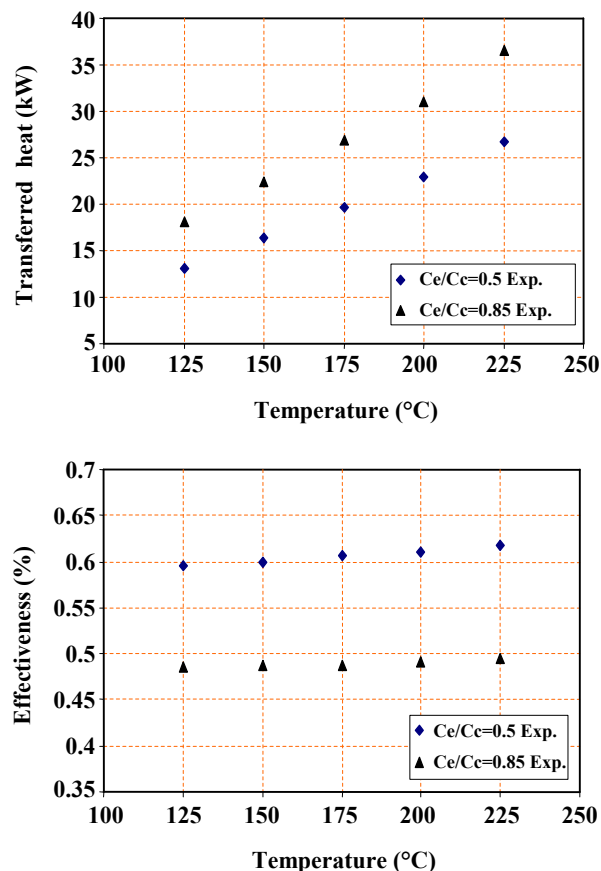 40
35
30
25
20
15
10
5
Transferred heat (kW)
Ce/Cc=0.5 Exp.
Ce/Cc=0.85 Exp.
100 125 150 175 200 225 250
Temperature (°C)
0.7
0.65
0.6
0.55
0.5
0.45
0.4
0.35
Effectiveness (%)
Ce/Cc=0.5 Exp.
Ce/Cc=0.85 Exp.
100 125 150 175 200 225 250
Temperature (°C)